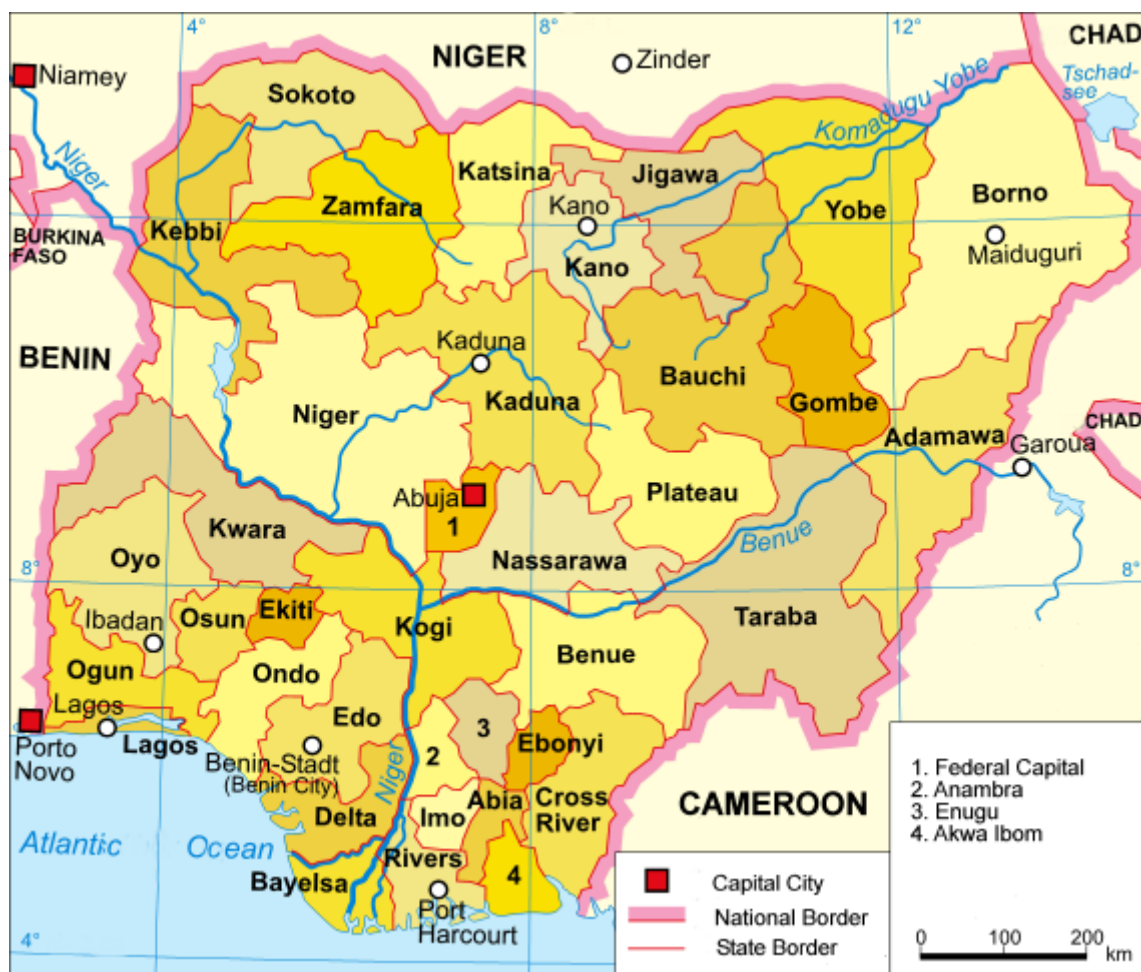 4°
8°
12°
NIGER
CHAD
Zinder
Niamey
Tschad-
see
Sokoto
Komadugu Yobe
Niger
Katsina
Jigawa
Zamfara
Kano
Yobe
Borno
Kebbi
BURKINA
FASO
Maiduguri
Kano
BENIN
Kaduna
Bauchi
Kaduna
Niger
Gombe
CHAD
Adamawa
Garoua
Abuja
Plateau
1
Kwara
Benue
Oyo
Nassarawa
8°
8°
Ibadan
Osun
Ekiti
Kogi
Taraba
Benue
Ogun
Ondo
Lagos
Edo
3
Ebonyi
Porto
Novo
Lagos
2
Benin-Stadt
(Benin City)
Niger
Abia
Cross
River
CAMEROON
Delta
Imo
Atlantic Ocean
Rivers
Bayelsa
4
Port
Harcourt
4°
1. Federal Capital
2. Anambra
3. Enugu
4. Akwa Ibom
Capital City
National Border
State Border
0 100 200
km